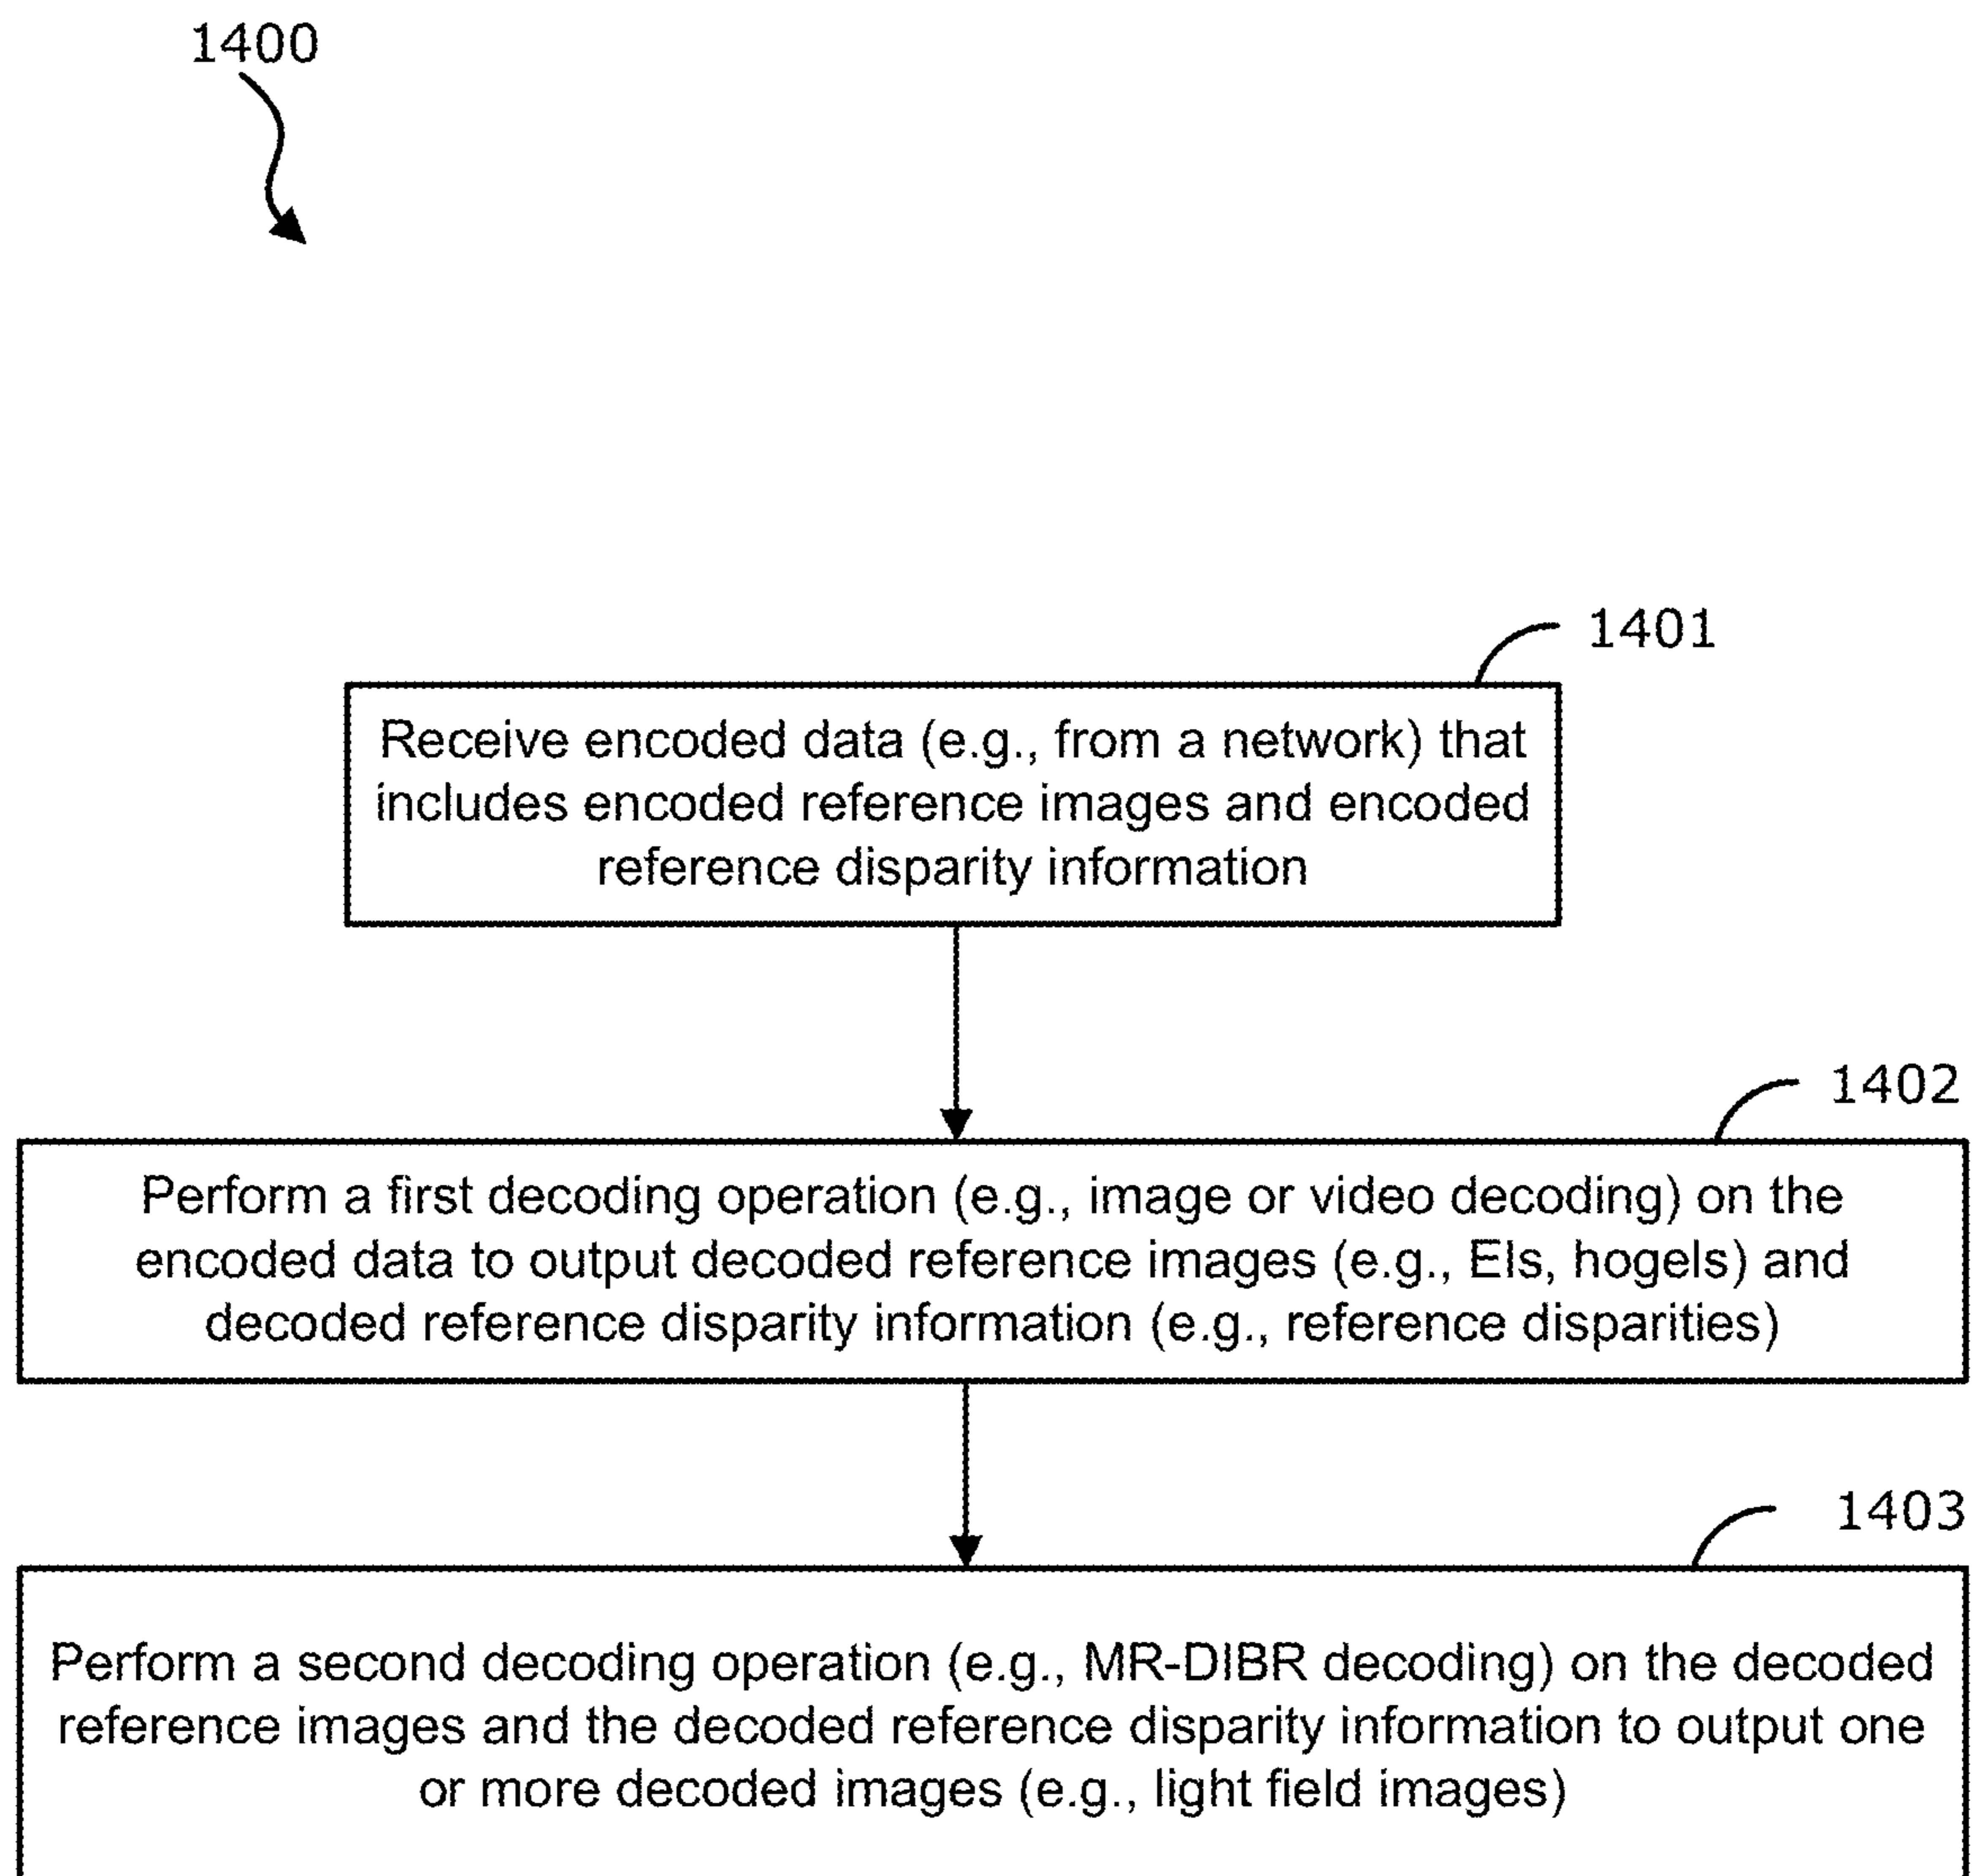 1400
1401
Receive encoded data (e.g., from a network) that
includes encoded reference images and encoded
reference disparity information
1402
Perform a first decoding operation (e.g., image or video decoding) on the
encoded data to output decoded reference images (e.g., EIs, hogels) and
decoded reference disparity information (e.g., reference disparities)
1403
Perform a second decoding operation (e.g., MR-DIBR decoding) on the decoded
reference images and the decoded reference disparity information to output one
or more decoded images (e.g., light field images)